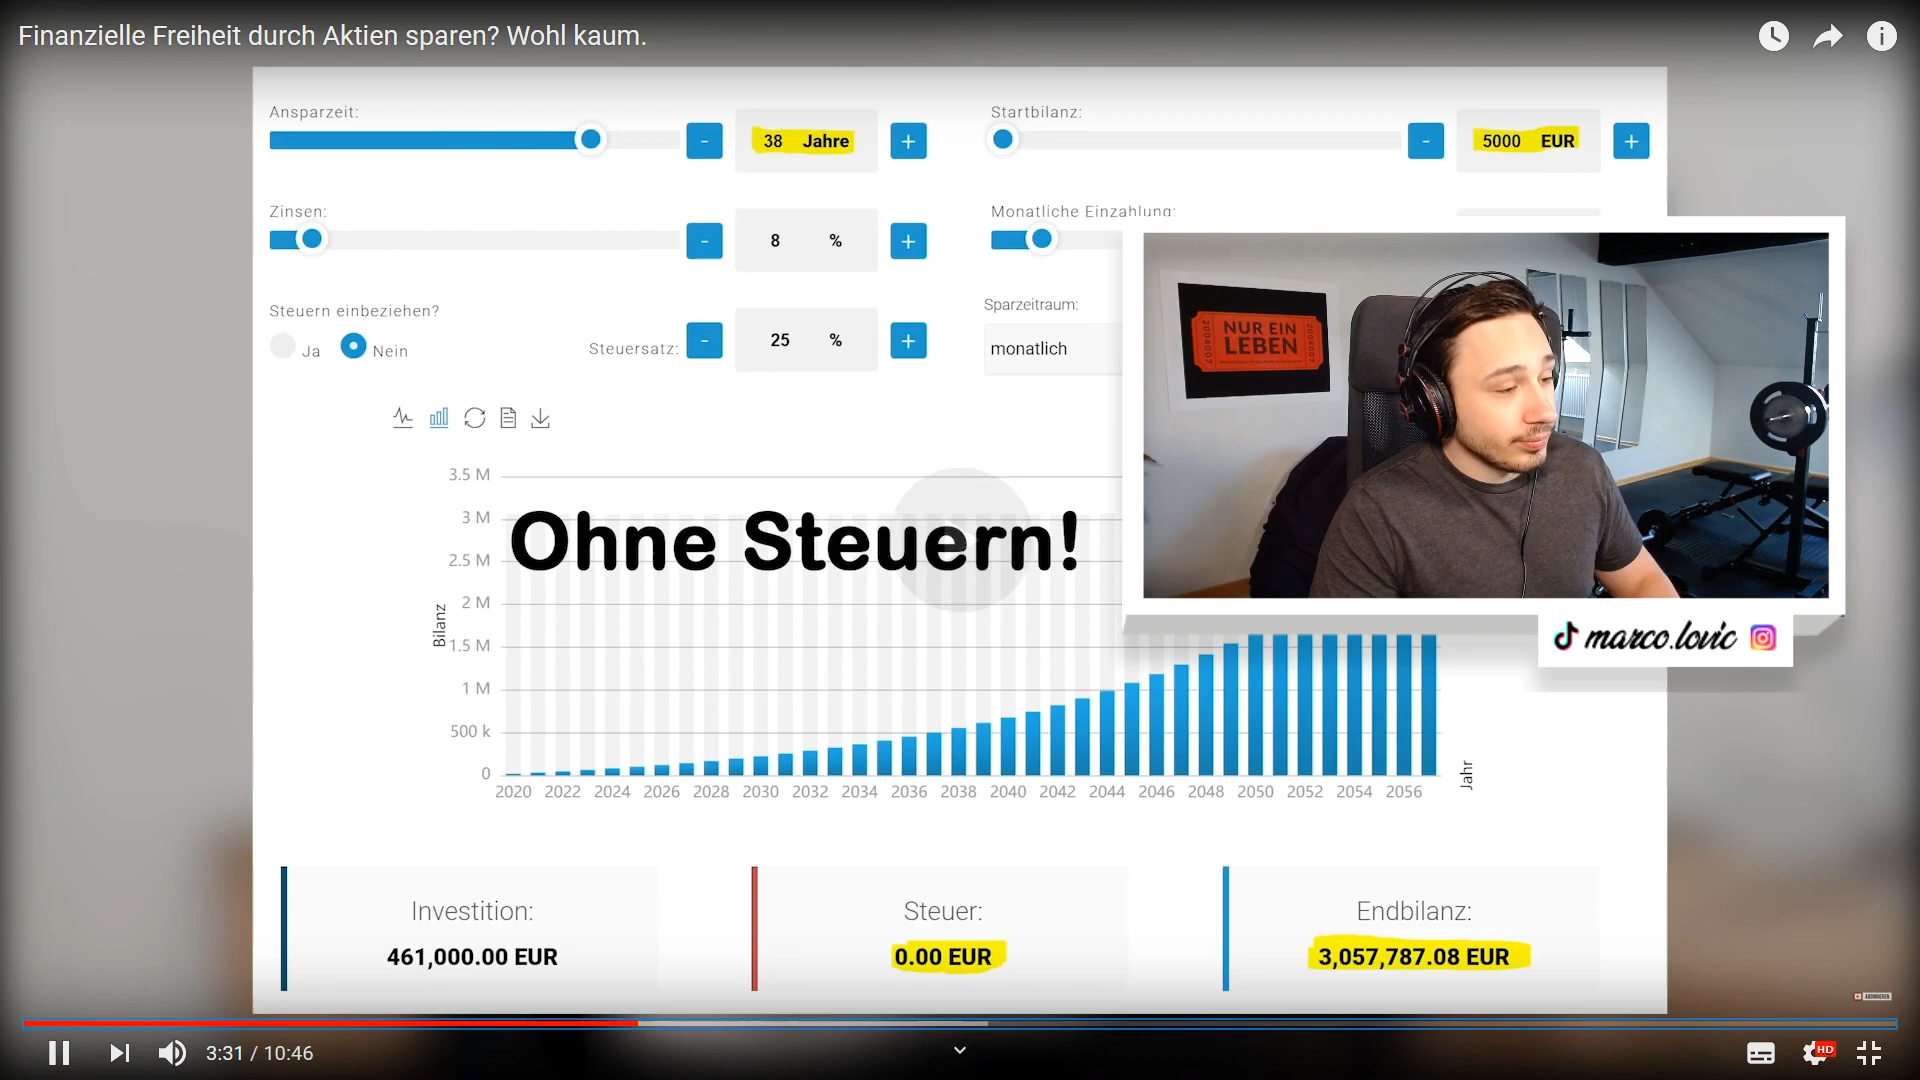 Finanzielle Freiheit durch Aktien sparen? Wohl kaum.
Ansparzeit:
- 38 Jahre +
Startbilanz:
- 5000 EUR +
Zinsen:
- 8 % +
Monatliche Einzahlung:
Steuern einbeziehen?
Ja Nein
Steuersatz: - 25 % +
Sparzeitraum:
monatlich
NUR EIN
LEBEN
2004007
2004007
3.5 M
3 M
Ohne Steuern!
2.5 M
2 M
Bilanz
1.5 M
1 M
500 k
0
2020 2022 2024 2026 2028 2030 2032 2034 2036 2038 2040 2042 2044 2046 2048 2050 2052 2054 2056
Jahr
marco.lovic
Investition:
461,000.00 EUR
Steuer:
0.00 EUR
Endbilanz:
3,057,787.08 EUR
ABONNIEREN
3:31 / 10:46
HD